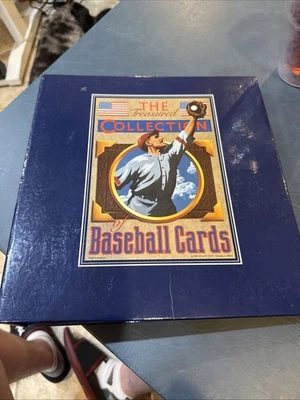 THE
Treasured
COLLECTION
of
Baseball Cards